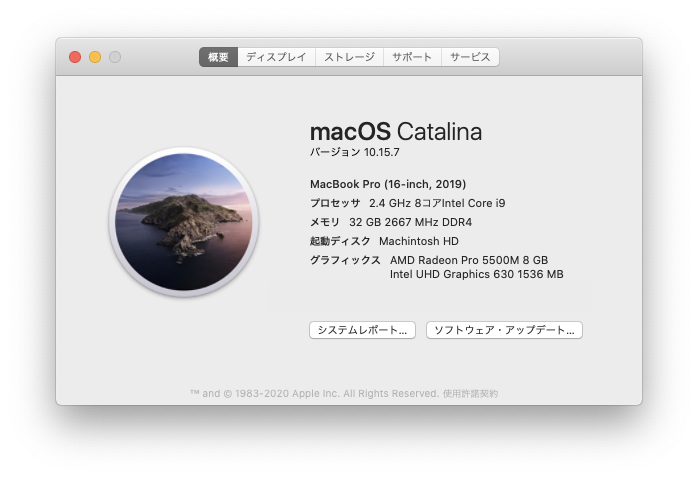 概要 ディスプレイ ストレージ サポート サービス
macOS Catalina
バージョン 10.15.7
MacBook Pro (16-inch, 2019)
プロセッサ 2.4 GHz 8コアIntel Core i9
メモリ 32 GB 2667 MHz DDR4
起動ディスク Machintosh HD
グラフィックス AMD Radeon Pro 5500M 8 GB
Intel UHD Graphics 630 1536 MB
システムレポート... ソフトウェア・アップデート...
™ and © 1983-2020 Apple Inc. All Rights Reserved. 使用許諾契約